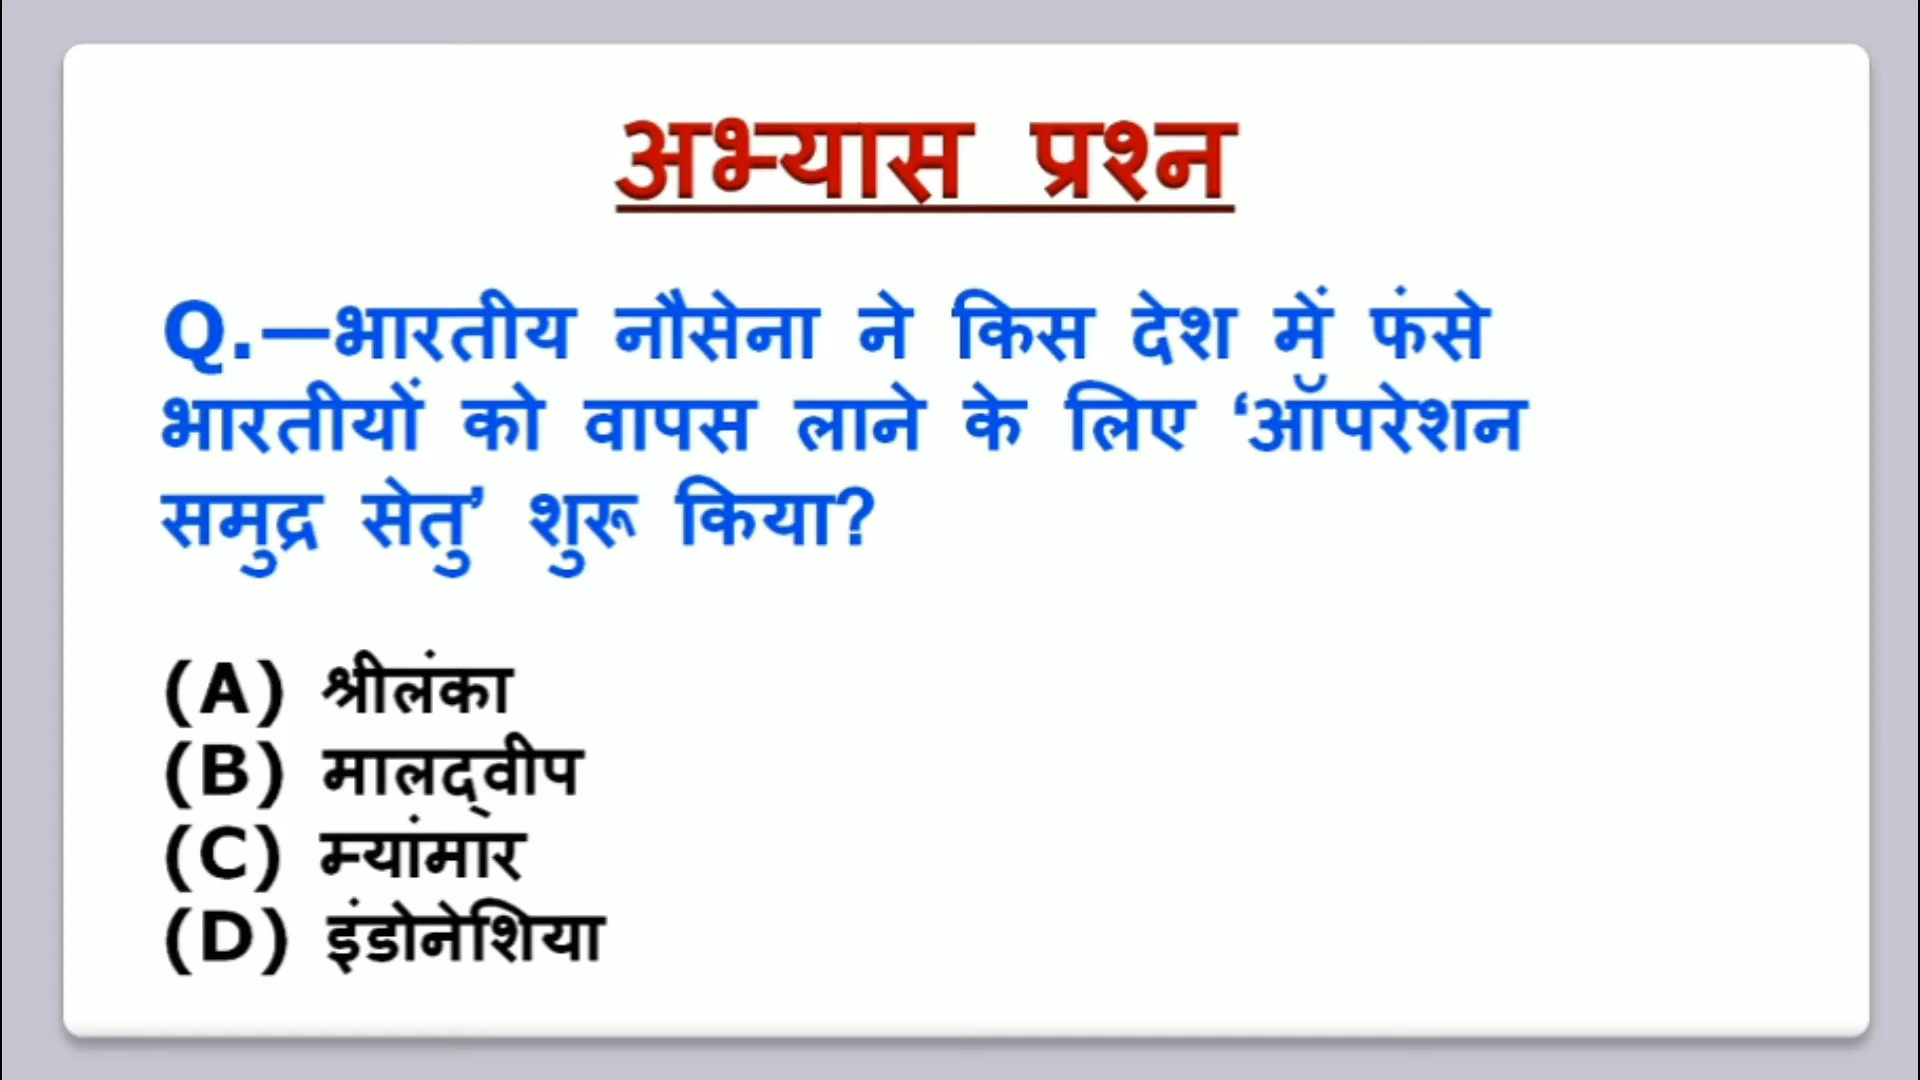 अभ्यास प्रश्न
Q.—भारतीय नौसेना ने किस देश में फंसे
भारतीयों को वापस लाने के लिए ‘ऑपरेशन
समुद्र सेतु’ शुरू किया?
(A) श्रीलंका
(B) मालद्वीप
(C) म्यांमार
(D) इंडोनेशिया